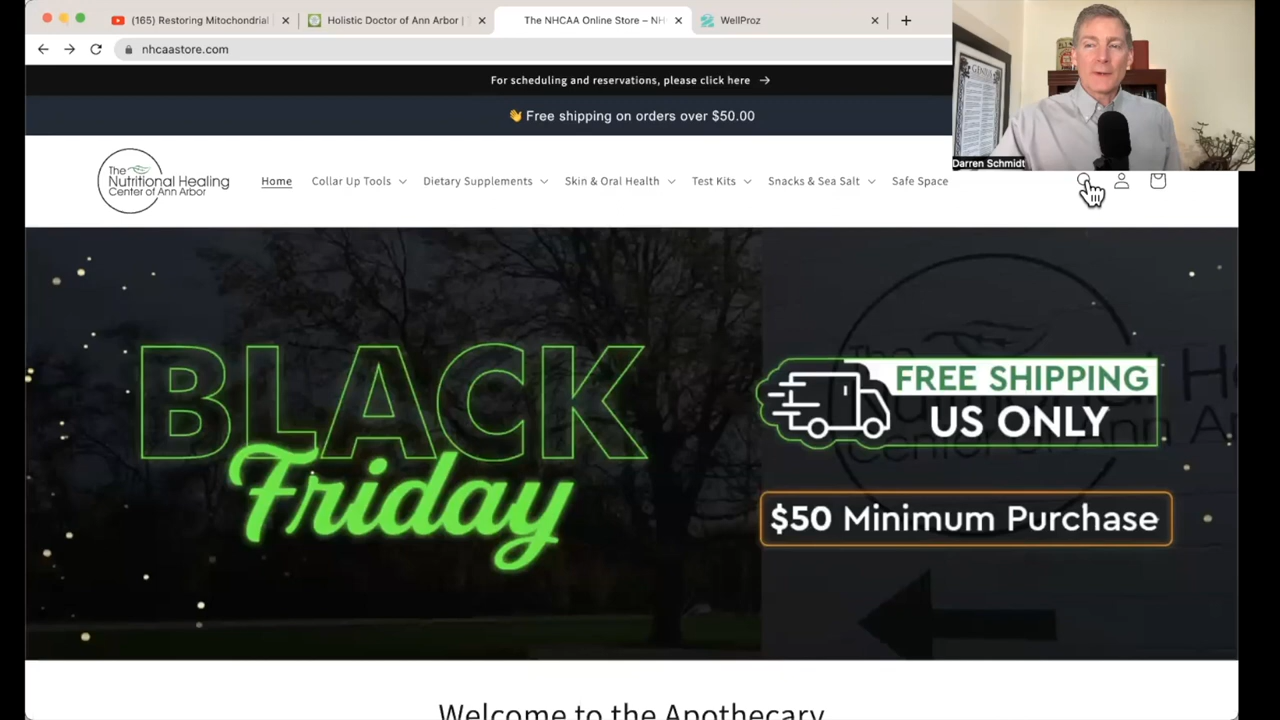 (165) Restoring Mitochondrial
Holistic Doctor of Ann Arbor |
The NHCAA Online Store – NH
WellProz
nhcaastore.com
For scheduling and reservations, please click here →
👋 Free shipping on orders over $50.00
GENIUS
Darren Schmidt
The
Nutritional Healing
Center of Ann Arbor
Home
Collar Up Tools
Dietary Supplements
Skin & Oral Health
Test Kits
Snacks & Sea Salt
Safe Space
BLACK
Friday
FREE SHIPPING
US ONLY
$50 Minimum Purchase
Welcome to the Apothecary